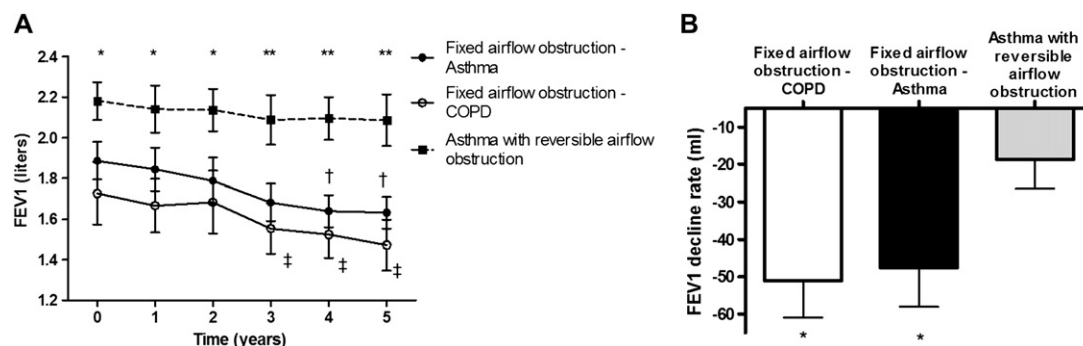 A
* * * ** ** **
2.4
2.2
2.0
1.8
1.6
1.4
1.2
FEV1 (liters)
† †
‡ ‡ ‡
0 1 2 3 4 5
Time (years)
Fixed airflow obstruction -
Asthma
Fixed airflow obstruction -
COPD
Asthma with reversible airflow
obstruction
B
Fixed airflow
obstruction -
COPD
Fixed airflow
obstruction -
Asthma
Asthma with
reversible
airflow
obstruction
-10
-20
-30
-40
-50
-60
FEV1 decline rate (ml)
* *